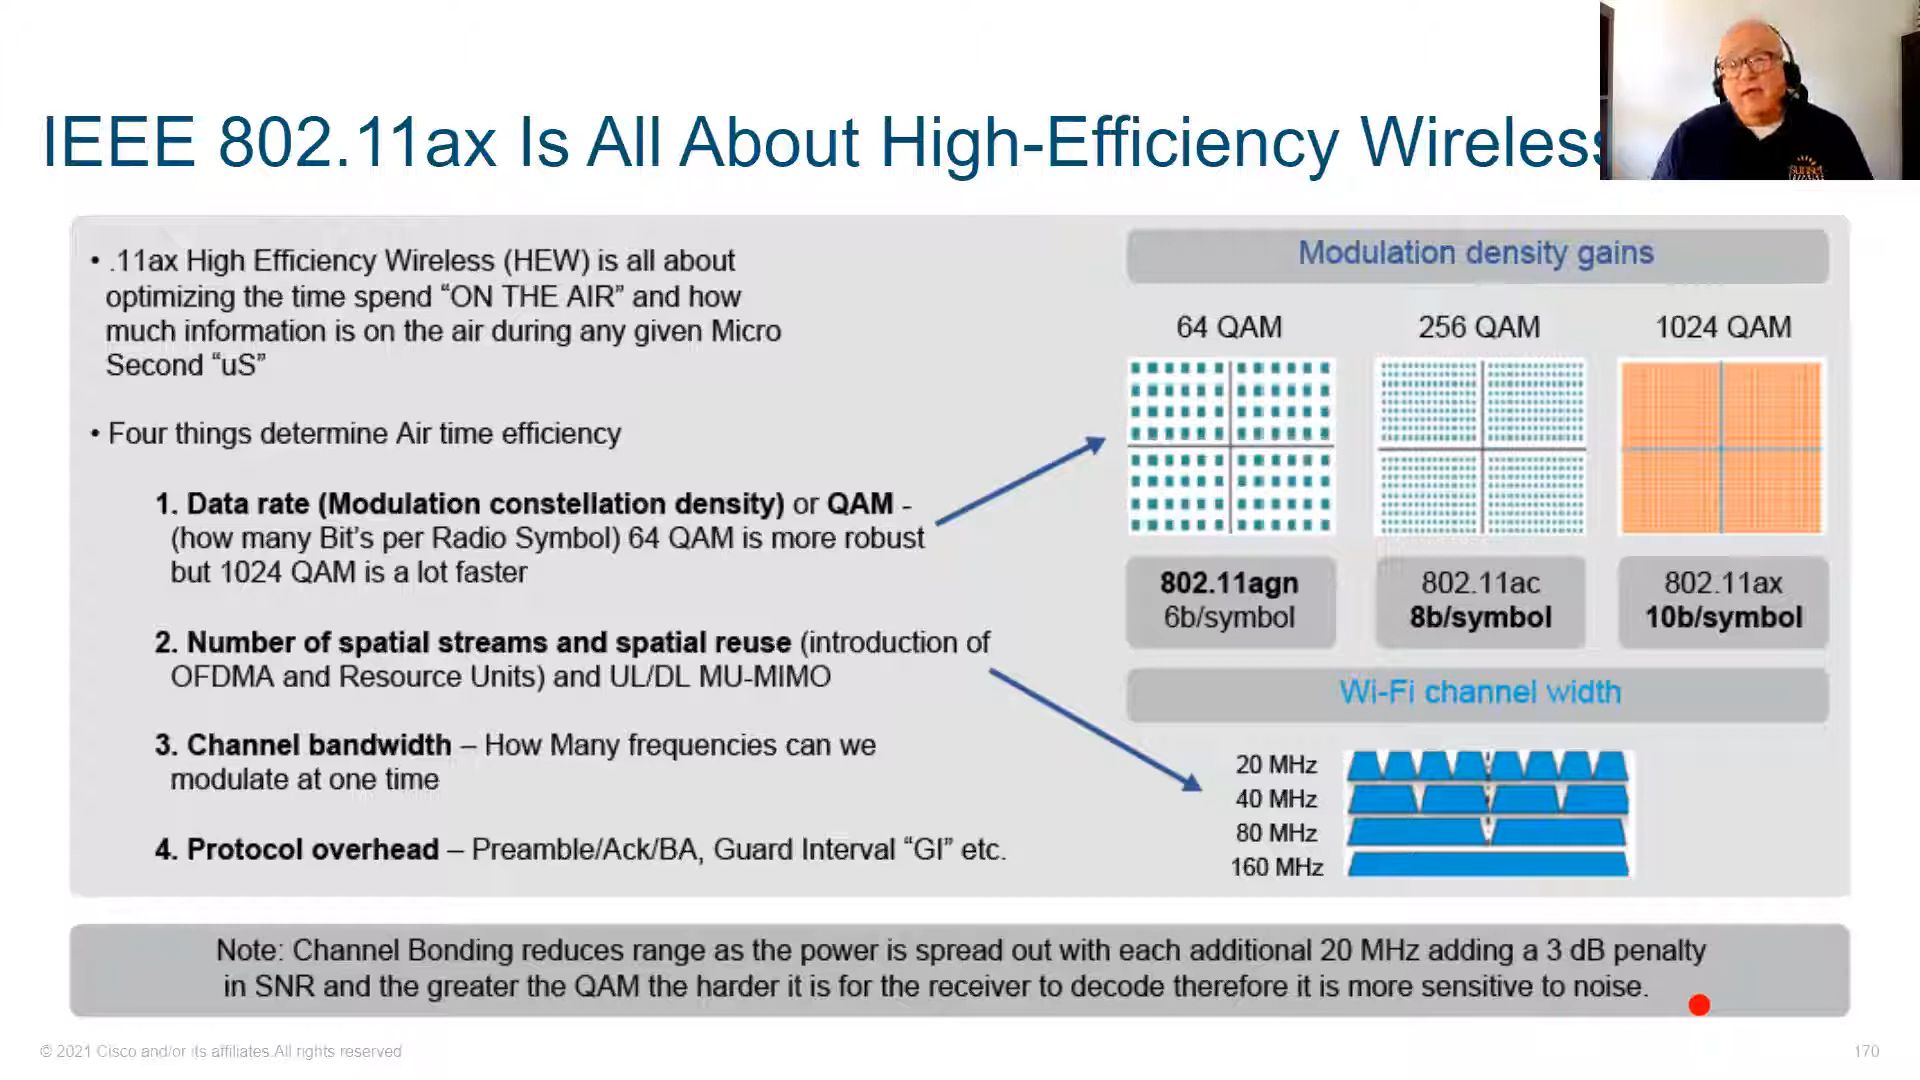 IEEE 802.11ax Is All About High-Efficiency Wireless
• .11ax High Efficiency Wireless (HEW) is all about
optimizing the time spend “ON THE AIR” and how
much information is on the air during any given Micro
Second “uS”
• Four things determine Air time efficiency
1. Data rate (Modulation constellation density) or QAM -
(how many Bit’s per Radio Symbol) 64 QAM is more robust
but 1024 QAM is a lot faster
2. Number of spatial streams and spatial reuse (introduction of
OFDMA and Resource Units) and UL/DL MU-MIMO
3. Channel bandwidth – How Many frequencies can we
modulate at one time
4. Protocol overhead – Preamble/Ack/BA, Guard Interval “GI” etc.
Modulation density gains
64 QAM 256 QAM 1024 QAM
802.11agn 802.11ac 802.11ax
6b/symbol 8b/symbol 10b/symbol
Wi-Fi channel width
20 MHz
40 MHz
80 MHz
160 MHz
Note: Channel Bonding reduces range as the power is spread out with each additional 20 MHz adding a 3 dB penalty
in SNR and the greater the QAM the harder it is for the receiver to decode therefore it is more sensitive to noise.
© 2021 Cisco and/or its affiliates All rights reserved
170
sunset